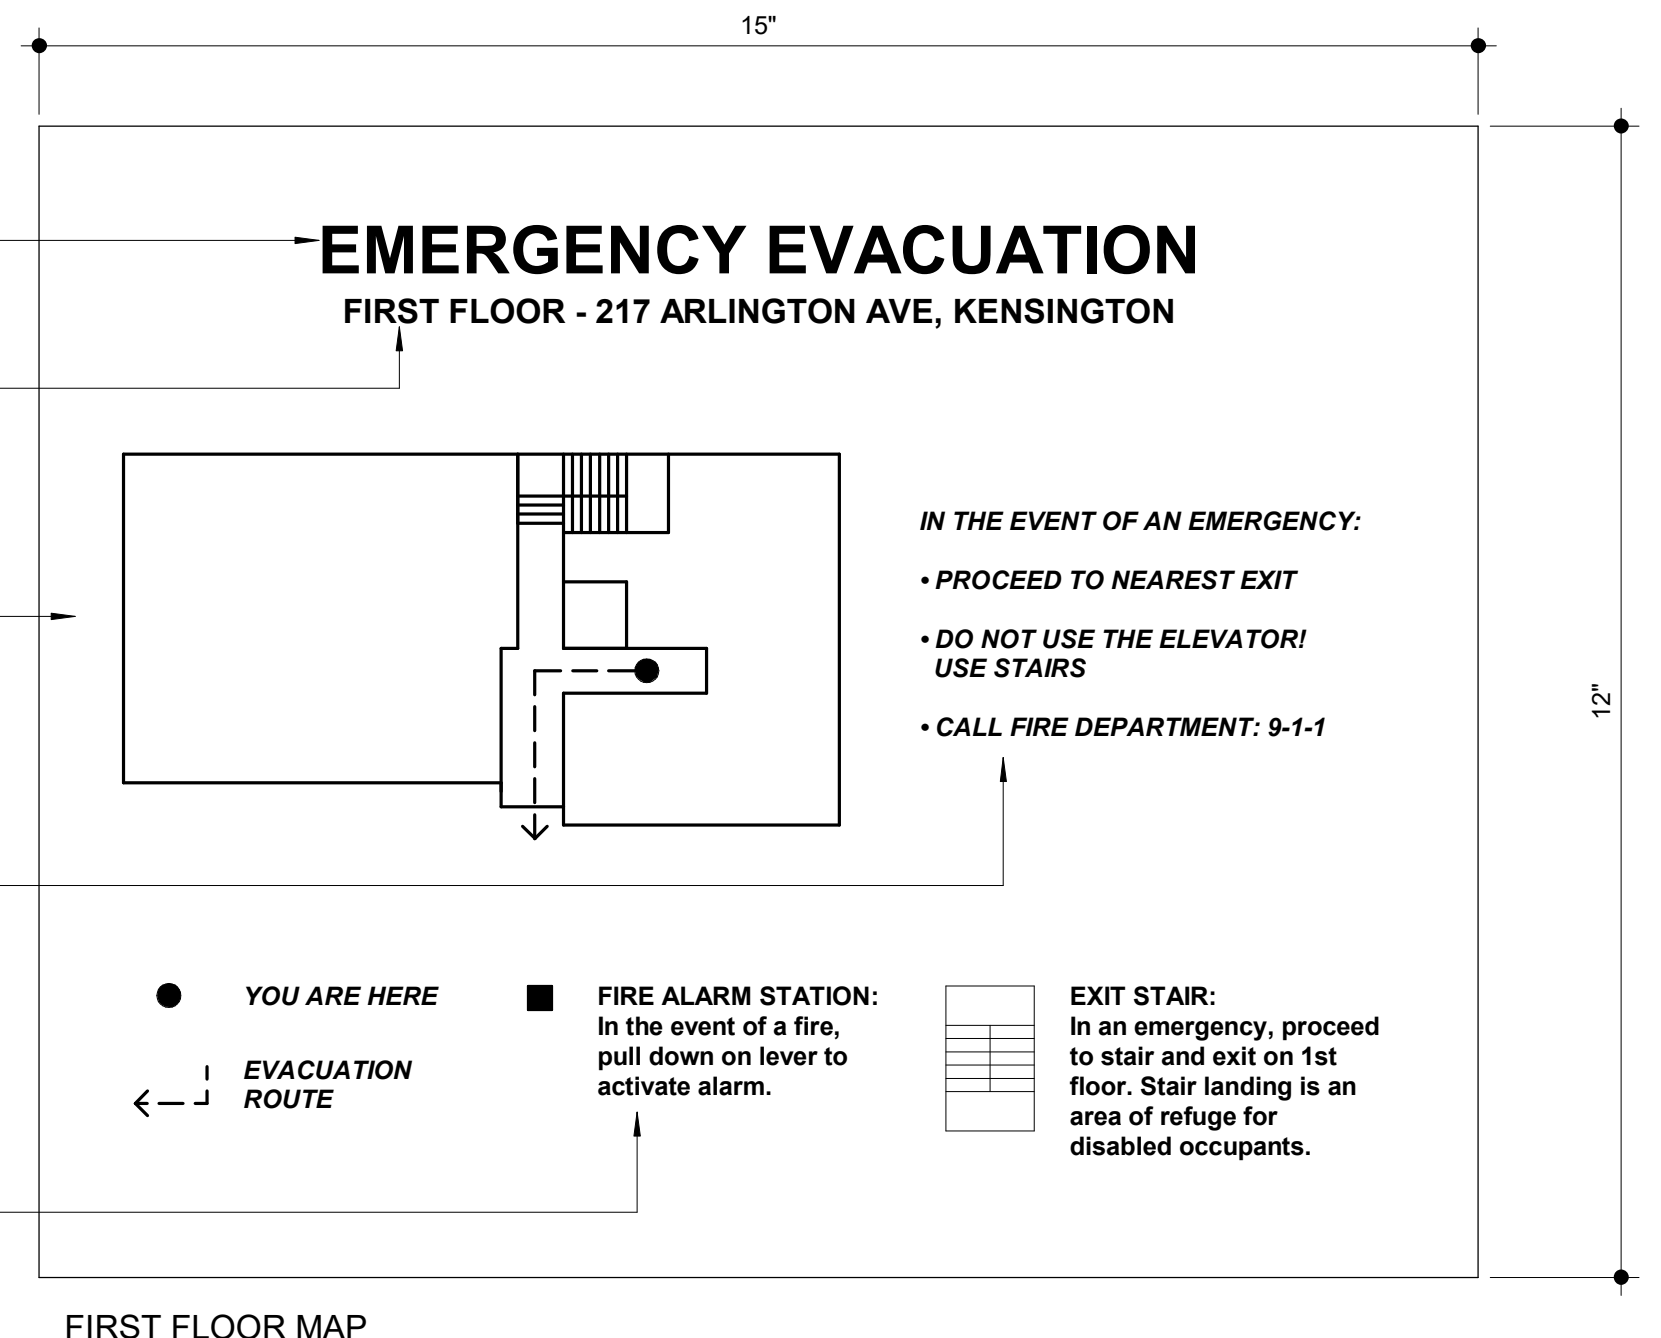 15"
EMERGENCY EVACUATION
FIRST FLOOR - 217 ARLINGTON AVE, KENSINGTON
IN THE EVENT OF AN EMERGENCY:
• PROCEED TO NEAREST EXIT
• DO NOT USE THE ELEVATOR!
USE STAIRS
• CALL FIRE DEPARTMENT: 9-1-1
12"
YOU ARE HERE
EVACUATION
ROUTE
FIRE ALARM STATION:
In the event of a fire,
pull down on lever to
activate alarm.
EXIT STAIR:
In an emergency, proceed
to stair and exit on 1st
floor. Stair landing is an
area of refuge for
disabled occupants.
FIRST FLOOR MAP